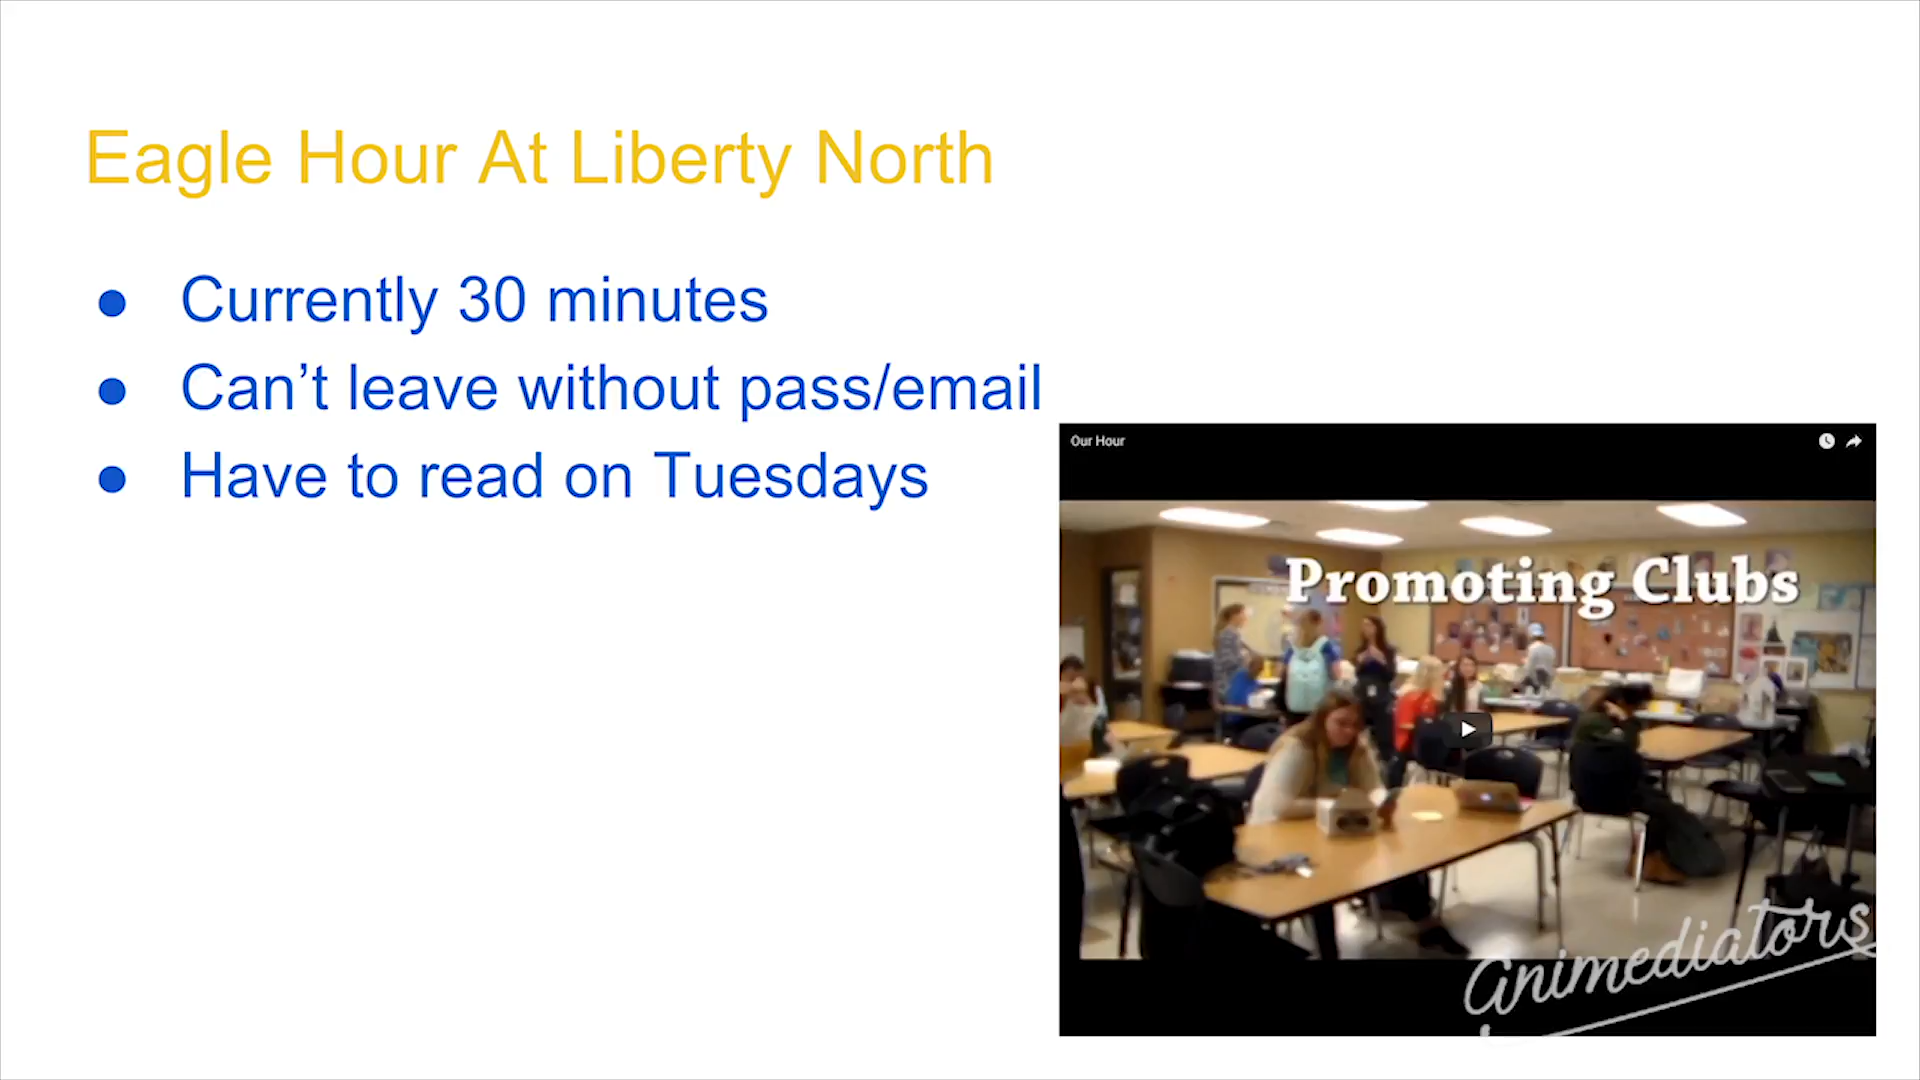 Eagle Hour At Liberty North
● Currently 30 minutes
● Can’t leave without pass/email
● Have to read on Tuesdays
Our Hour
Promoting Clubs
animediators